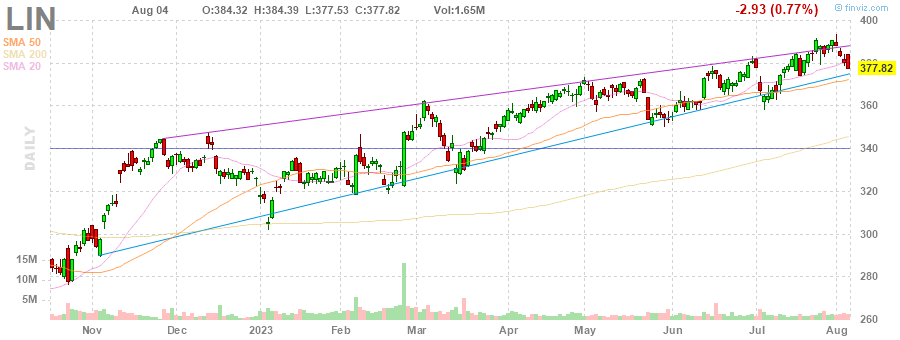 LIN Aug 04 O:384.32 H:384.39 L:377.53 C:377.82 Vol:1.65M -2.93 (0.77%) © finviz.com
SMA 50
SMA 200
SMA 20
DAILY
400
380
377.82
360
340
320
300
280
260
15M
10M
5M
Nov Dec 2023 Feb Mar Apr May Jun Jul Aug